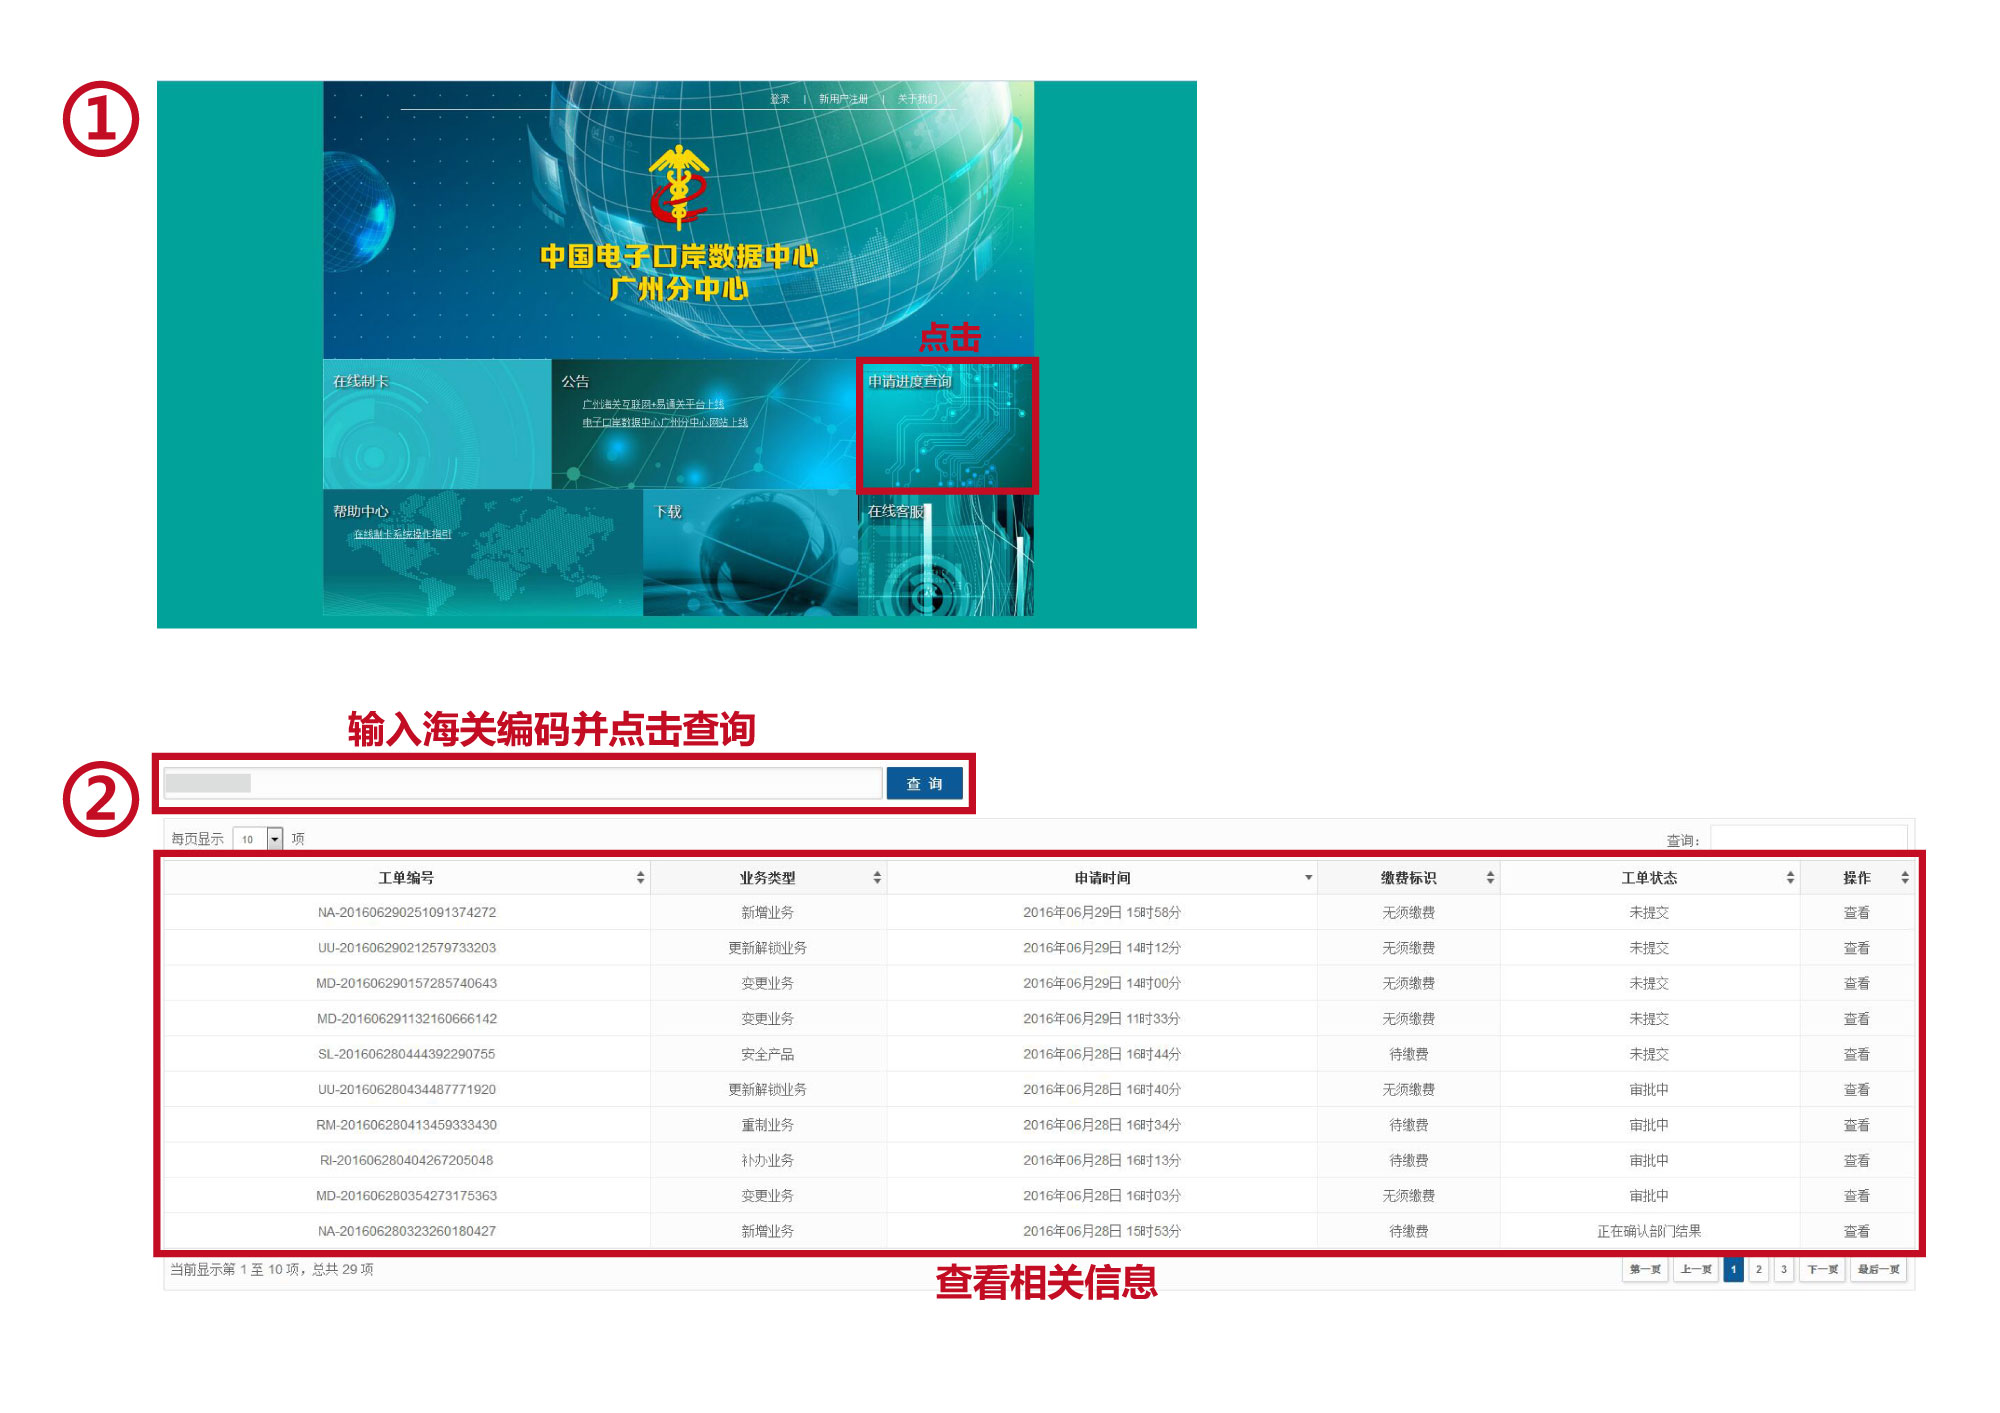 ①
登录 | 新用户注册 | 关于我们
中国电子口岸数据中心
广州分中心
点击
在线制卡
公告
广州海关互联网+易通关平台上线
电子口岸数据中心广州分中心网站上线
申请进度查询
帮助中心
在线制卡系统操作指引
下载
在线客服
输入海关编码并点击查询
②
查 询
每页显示 10 项
查询：
工单编号 业务类型 申请时间 缴费标识 工单状态 操作
NA-201606290251091374272 新增业务 2016年06月29日 15时58分 无须缴费 未提交 查看
UU-201606290212579733203 更新解锁业务 2016年06月29日 14时12分 无须缴费 未提交 查看
MD-201606290157285740643 变更业务 2016年06月29日 14时00分 无须缴费 未提交 查看
MD-201606291132160666142 变更业务 2016年06月29日 11时33分 无须缴费 未提交 查看
SL-201606280444392290755 安全产品 2016年06月28日 16时44分 待缴费 未提交 查看
UU-201606280434487771920 更新解锁业务 2016年06月28日 16时40分 无须缴费 审批中 查看
RM-201606280413459333430 重制业务 2016年06月28日 16时34分 待缴费 审批中 查看
RI-201606280404267205048 补办业务 2016年06月28日 16时13分 待缴费 审批中 查看
MD-201606280354273175363 变更业务 2016年06月28日 16时03分 无须缴费 审批中 查看
NA-201606280323260180427 新增业务 2016年06月28日 15时53分 待缴费 正在确认部门结果 查看
当前显示第 1 至 10 项，总共 29 项
第一页 上一页 1 2 3 下一页 最后一页
查看相关信息